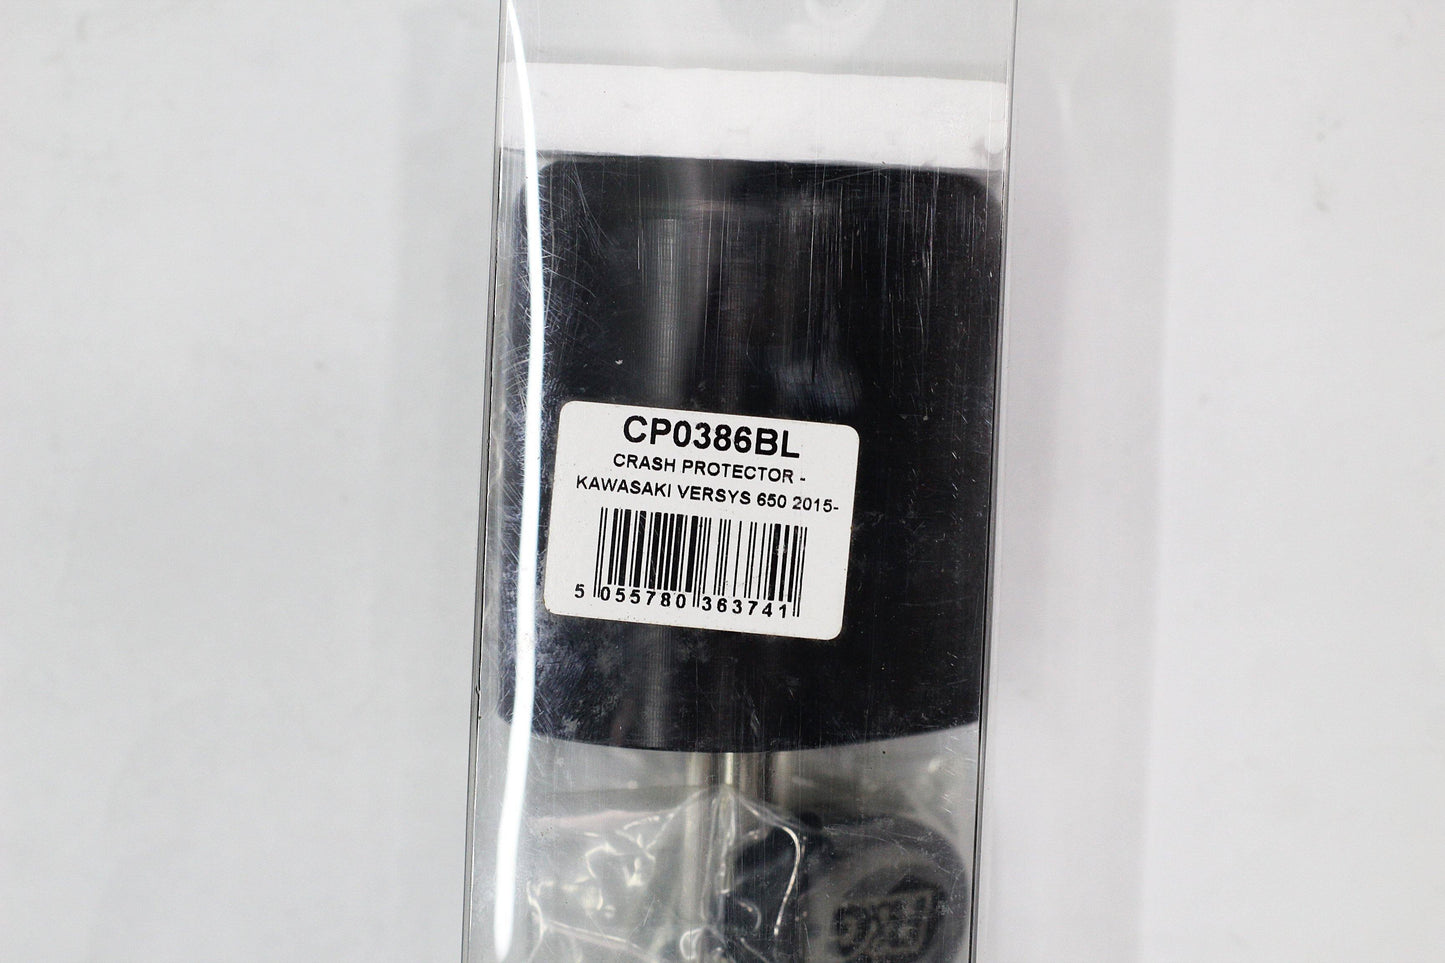 CP0386BL
CRASH PROTECTOR -
KAWASAKI VERSYS 650 2015-
5 055780 363741